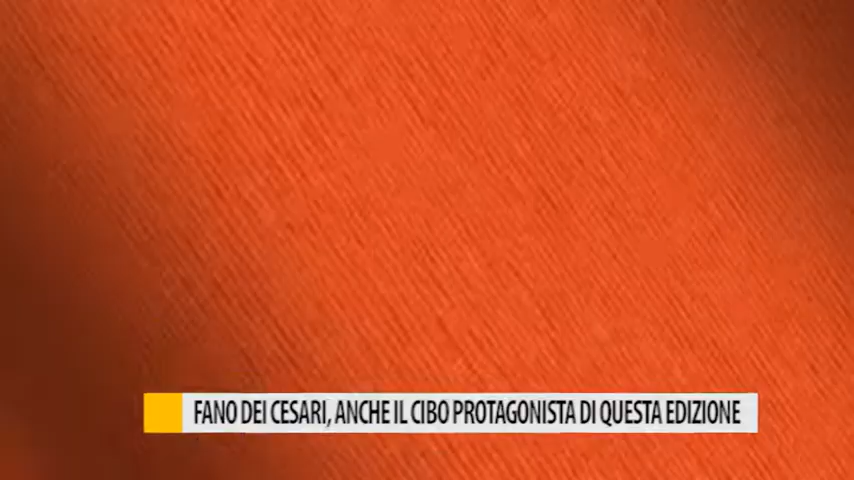 FANO DEI CESARI, ANCHE IL CIBO PROTAGONISTA DI QUESTA EDIZIONE